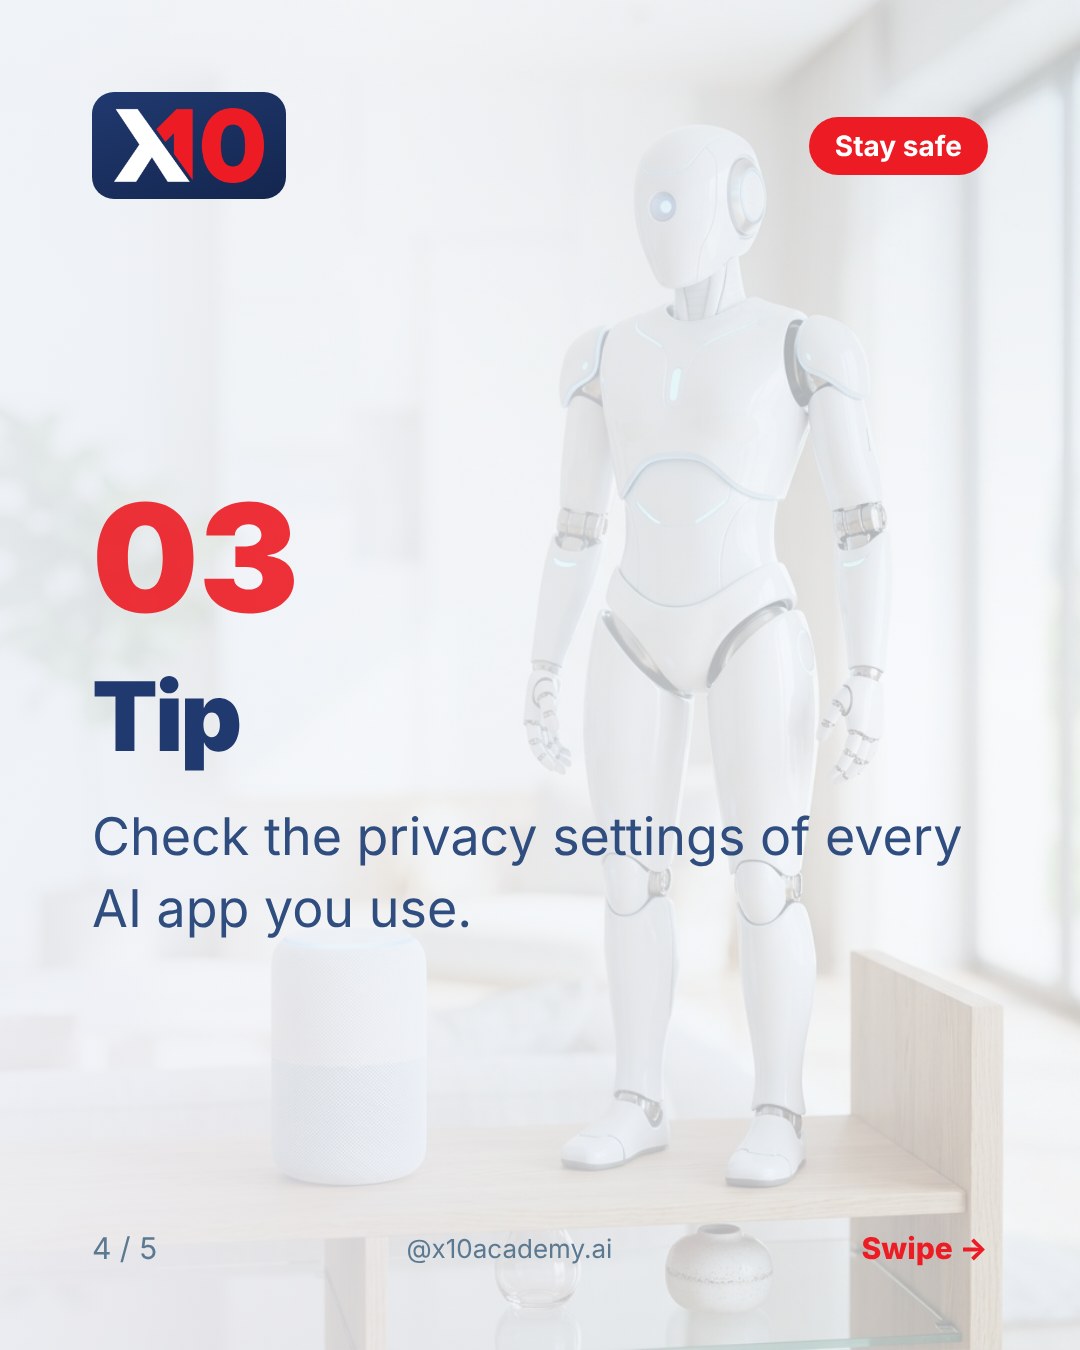 X10
Stay safe
03
Tip
Check the privacy settings of every
AI app you use.
4 / 5
@x10academy.ai
Swipe →